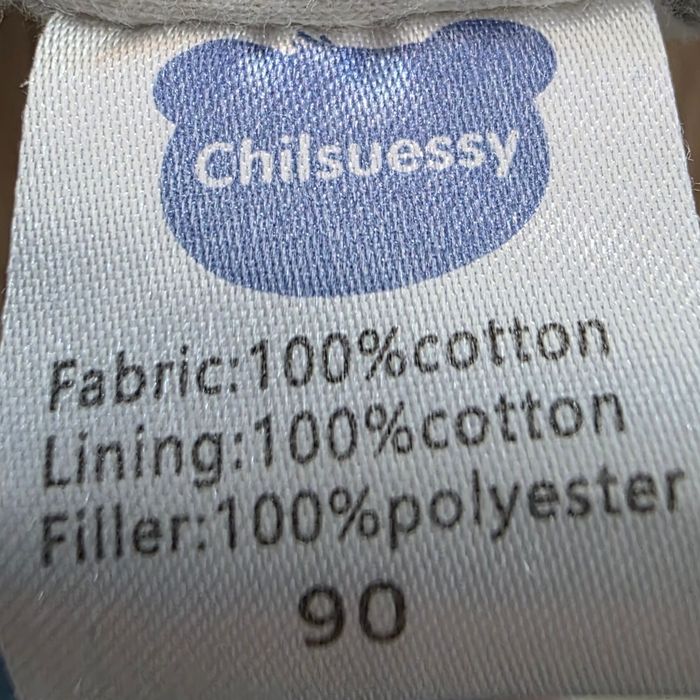 Chilsuessy
Fabric:100%cotton
Lining:100%cotton
Filler:100%polyester
90